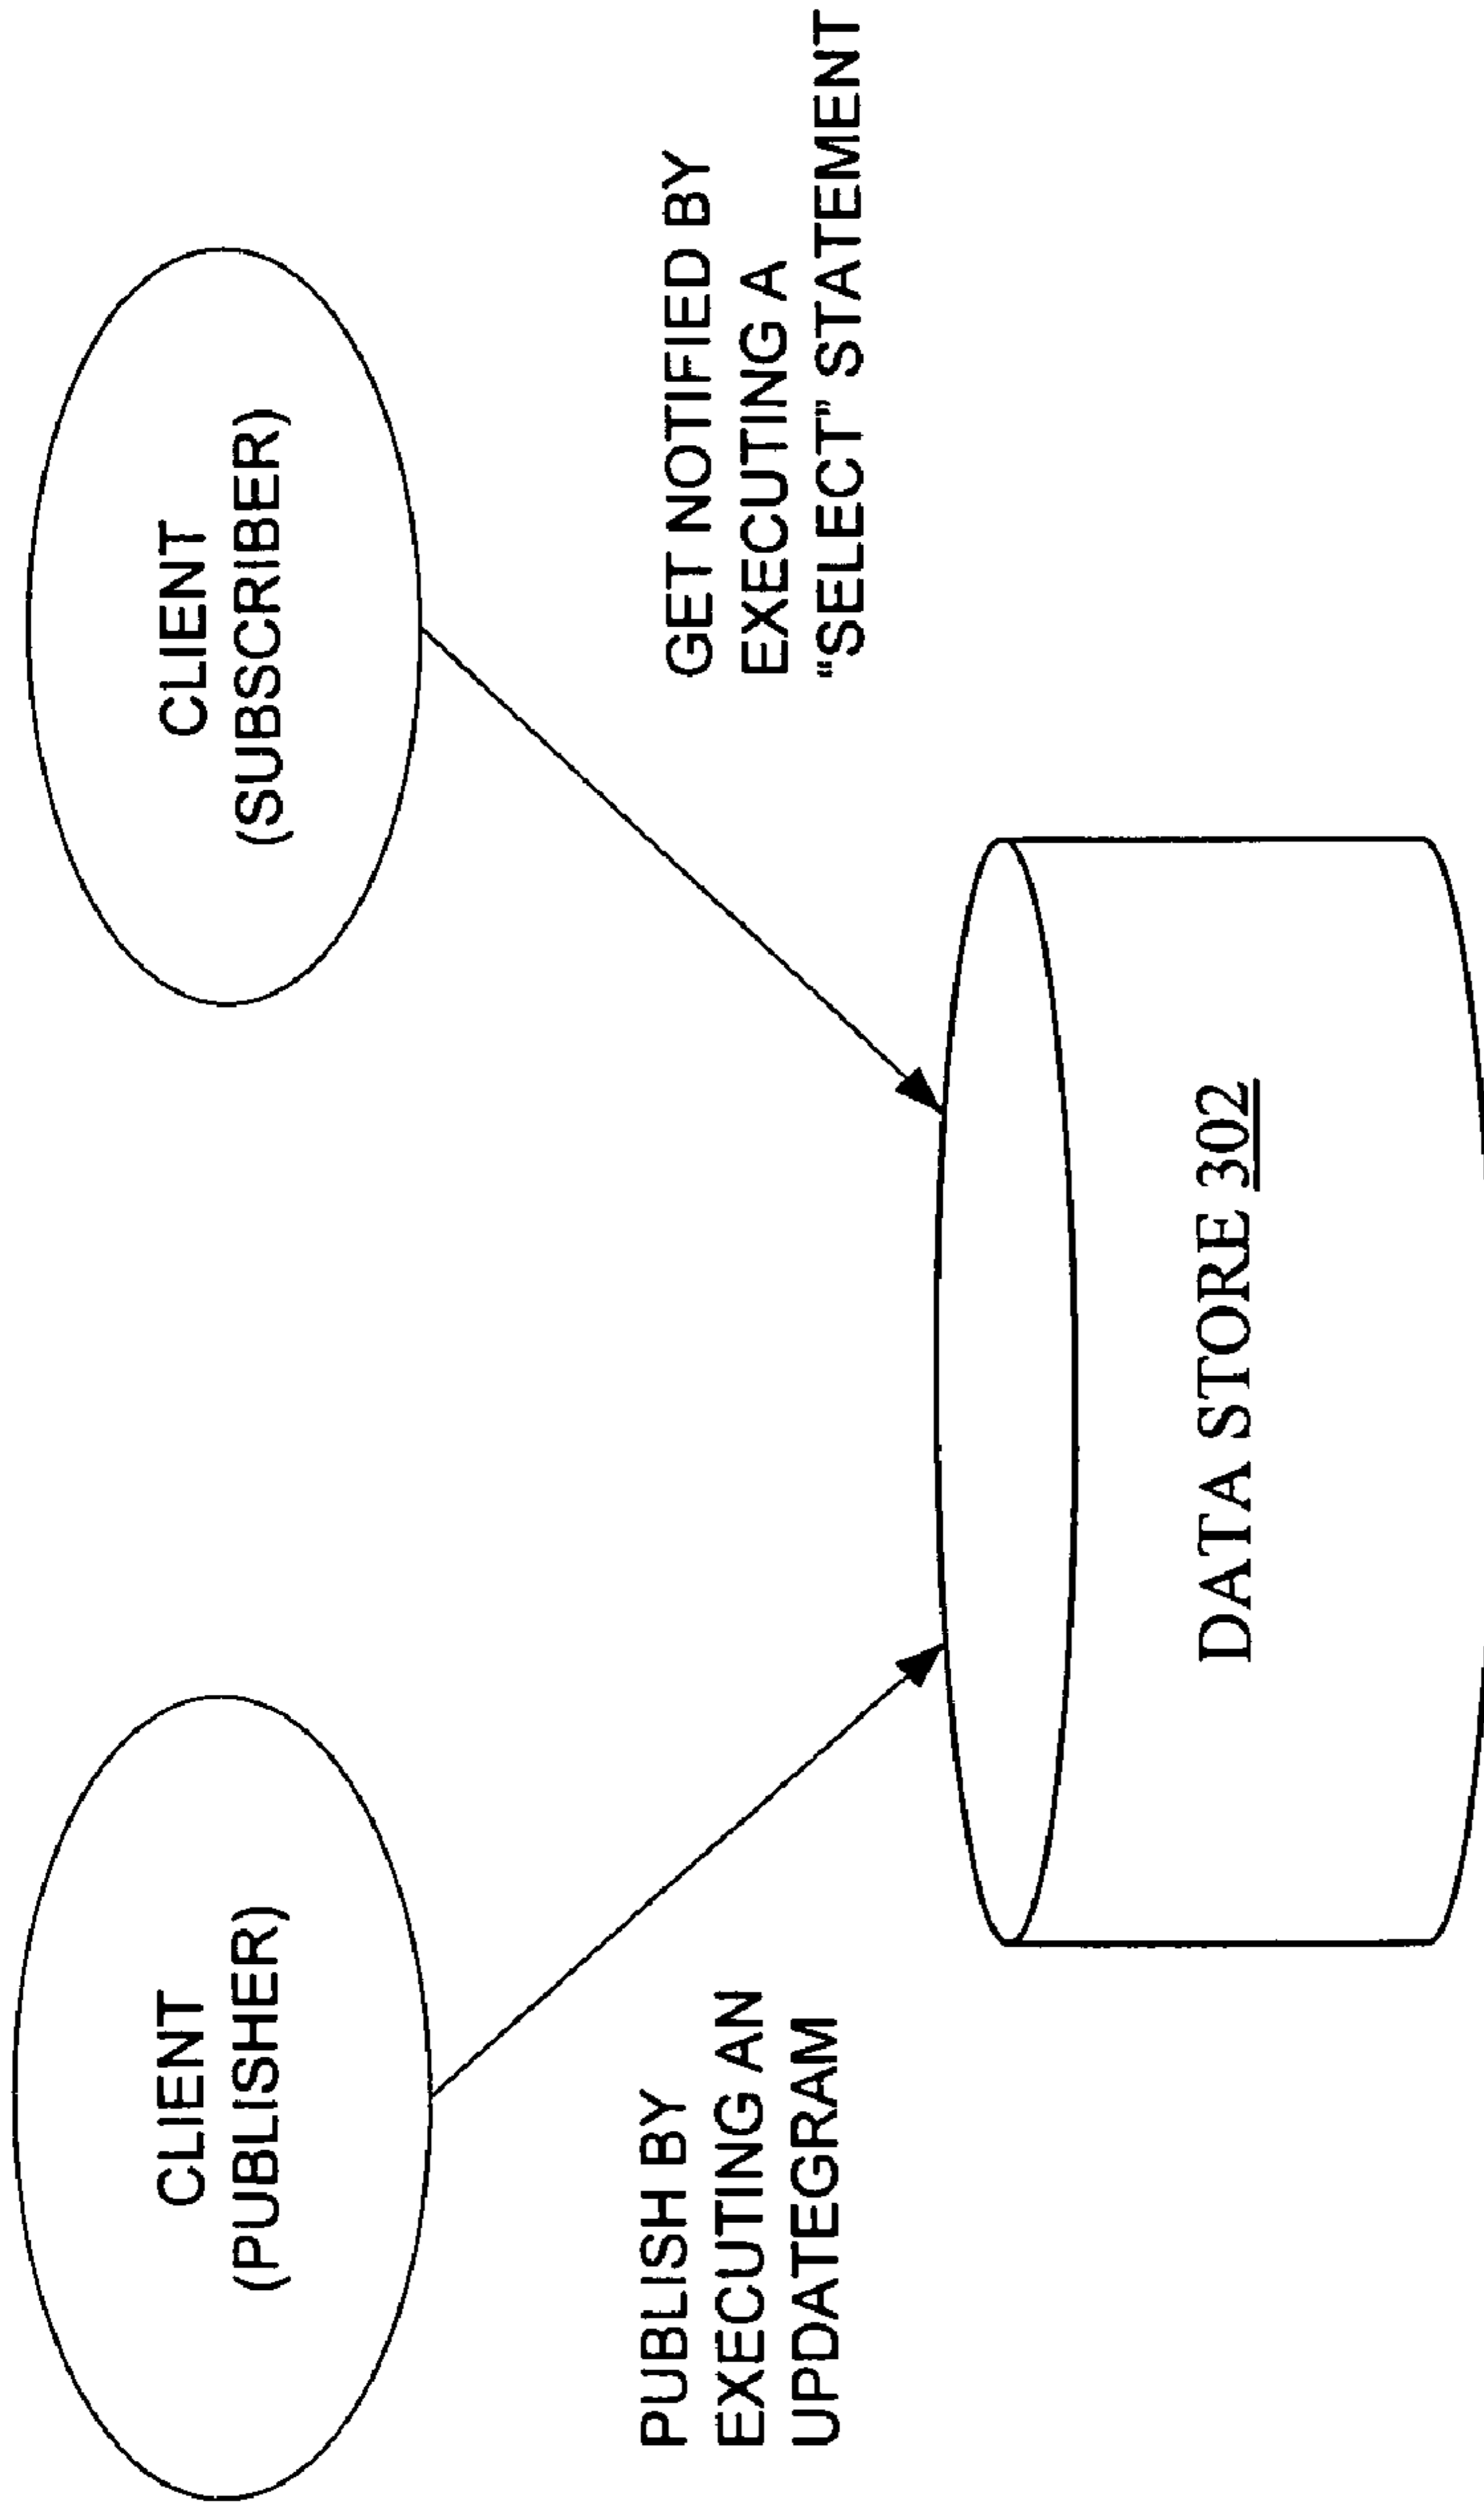 CLIENT
(PUBLISHER)
CLIENT
(SUBSCRIBER)
PUBLISH BY
EXECUTING AN
UPDATEGRAM
GET NOTIFIED BY
EXECUTING A
"SELECT" STATEMENT
DATA STORE 302